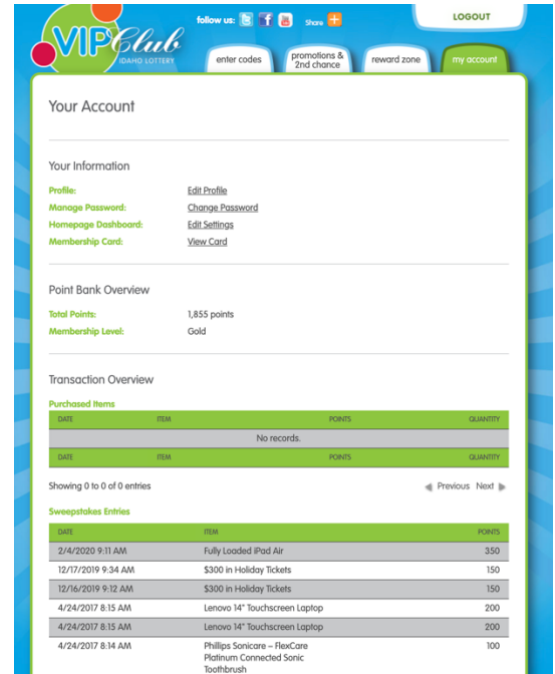 follow us:
Share
LOGOUT
VIPClub
IDAHO LOTTERY
enter codes
promotions &
2nd chance
reward zone
my account
Your Account
Your Information
Profile: Edit Profile
Manage Password: Change Password
Homepage Dashboard: Edit Settings
Membership Card: View Card
Point Bank Overview
Total Points: 1,855 points
Membership Level: Gold
Transaction Overview
Purchased Items
DATE ITEM POINTS QUANTITY
No records.
DATE ITEM POINTS QUANTITY
Showing 0 to 0 of 0 entries Previous Next
Sweepstakes Entries
DATE ITEM POINTS
2/4/2020 9:11 AM Fully Loaded iPad Air 350
12/17/2019 9:34 AM $300 in Holiday Tickets 150
12/16/2019 9:12 AM $300 in Holiday Tickets 150
4/24/2017 8:15 AM Lenovo 14" Touchscreen Laptop 200
4/24/2017 8:15 AM Lenovo 14" Touchscreen Laptop 200
4/24/2017 8:14 AM Phillips Sonicare – FlexCare 100
Platinum Connected Sonic
Toothbrush